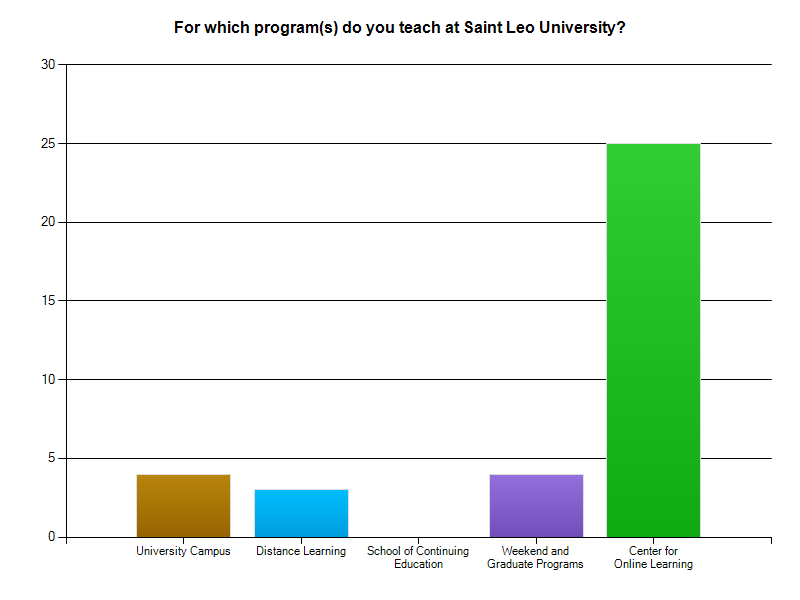 For which program(s) do you teach at Saint Leo University?
30
25
20
15
10
5
0
University Campus
Distance Learning
School of Continuing
Education
Weekend and
Graduate Programs
Center for
Online Learning